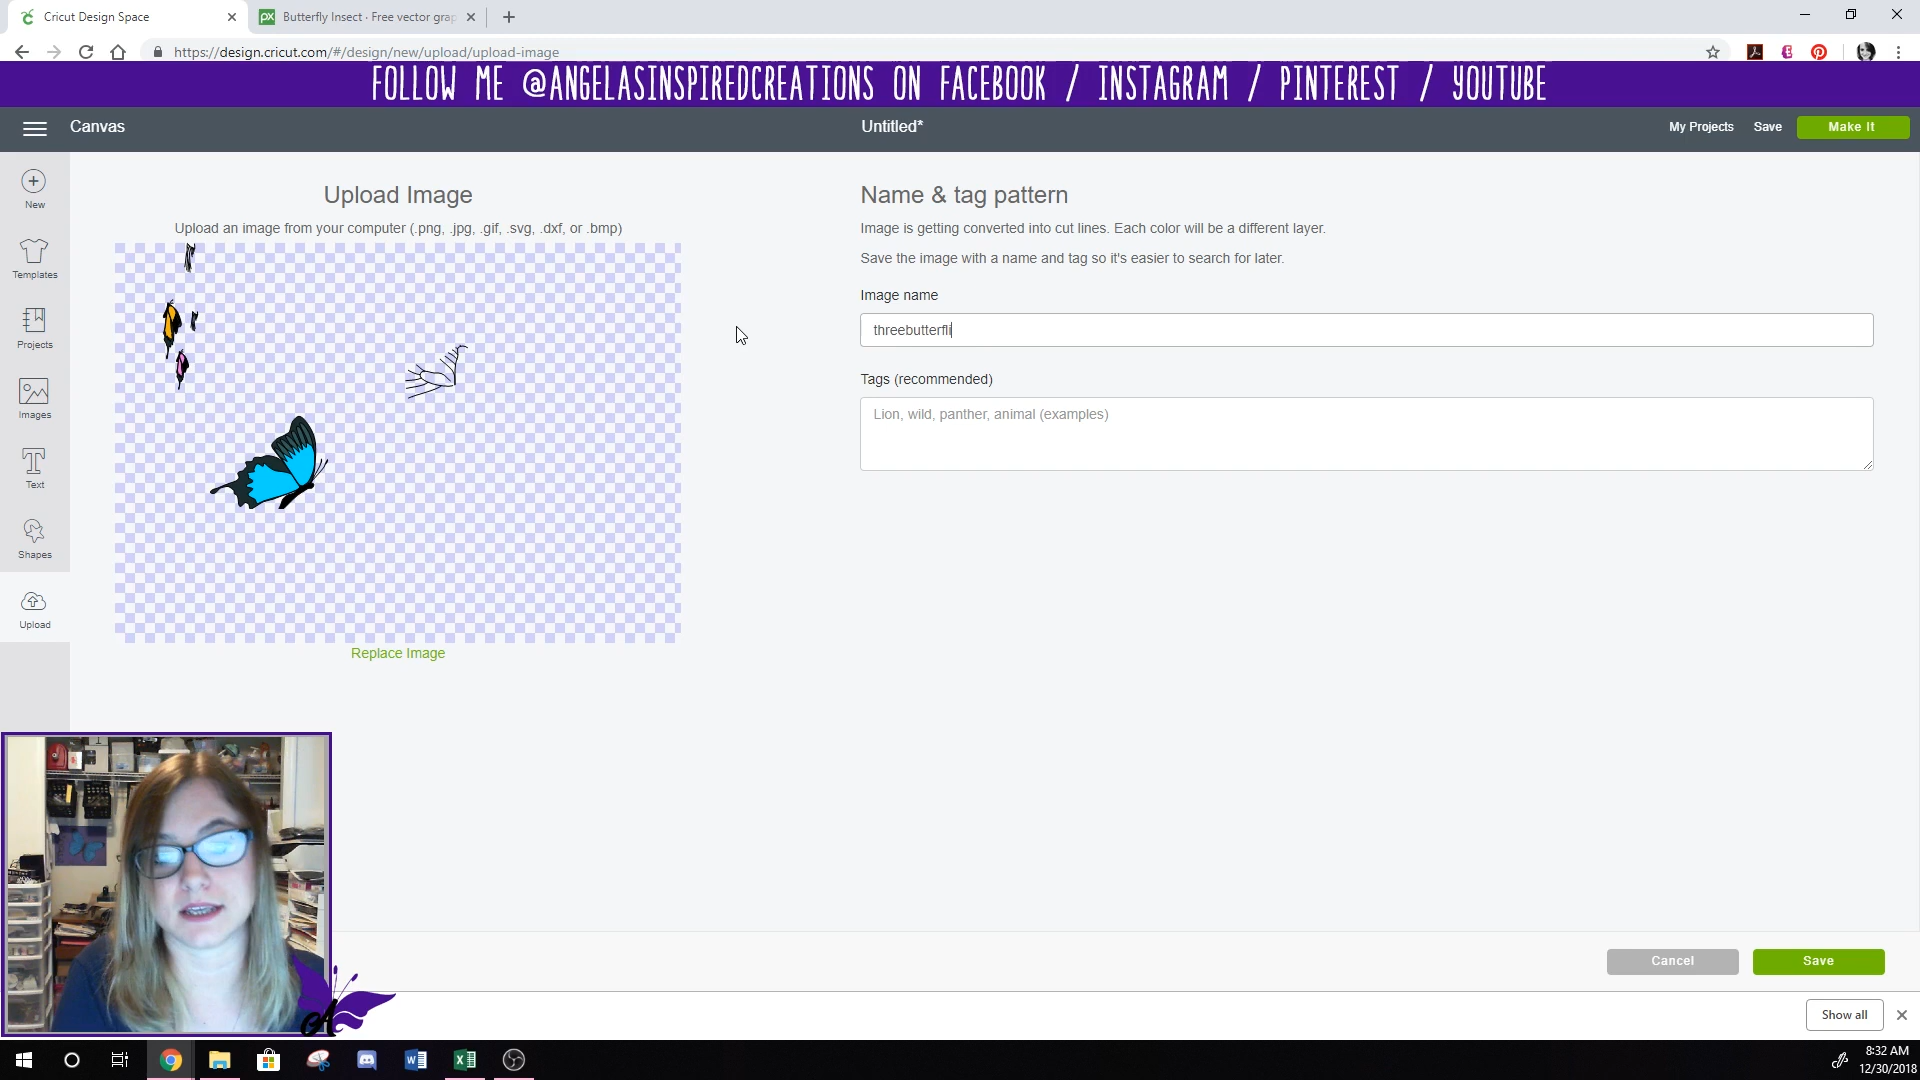 Cricut Design Space
Butterfly Insect · Free vector grap
https://design.cricut.com/#/design/new/upload/upload-image
FOLLOW ME @ANGELASINSPIREDCREATIONS ON FACEBOOK / INSTAGRAM / PINTEREST / YOUTUBE
Canvas
Untitled*
My Projects
Save
Make It
New
Templates
Projects
Images
Text
Shapes
Upload
Upload Image
Upload an image from your computer (.png, .jpg, .gif, .svg, .dxf, or .bmp)
Replace Image
Name & tag pattern
Image is getting converted into cut lines. Each color will be a different layer.
Save the image with a name and tag so it's easier to search for later.
Image name
threebutterfli
Tags (recommended)
Lion, wild, panther, animal (examples)
Cancel
Save
A
Show all
8:32 AM
12/30/2018